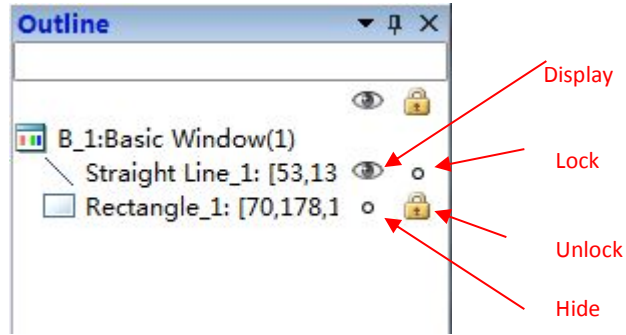 Outline
Display
B_1:Basic Window(1)
Straight Line_1: [53,13
Lock
Rectangle_1: [70,178,1
Unlock
Hide